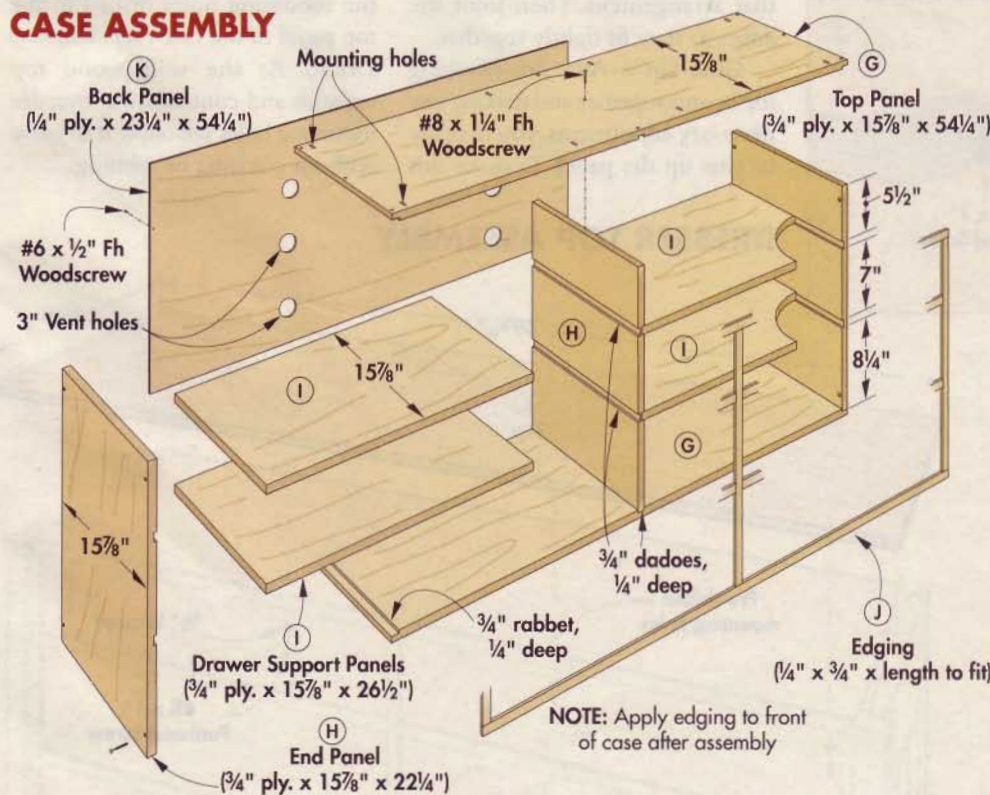 CASE ASSEMBLY
K
Back Panel
(¼" ply. x 23¼" x 54¼")
Mounting holes
#8 x 1¼" Fh
Woodscrew
15⅞"
G
Top Panel
(¾" ply. x 15⅞" x 54¼")
#6 x ½" Fh
Woodscrew
3" Vent holes
5½"
7"
8¼"
I
H
I
I
15⅞"
G
15⅞"
¾" dadoes,
¼" deep
¾" rabbet,
¼" deep
I
Drawer Support Panels
(¾" ply. x 15⅞" x 26½")
J
Edging
(¼" x ¾" x length to fit)
NOTE: Apply edging to front
of case after assembly
H
End Panel
(¾" ply. x 15⅞" x 22¼")